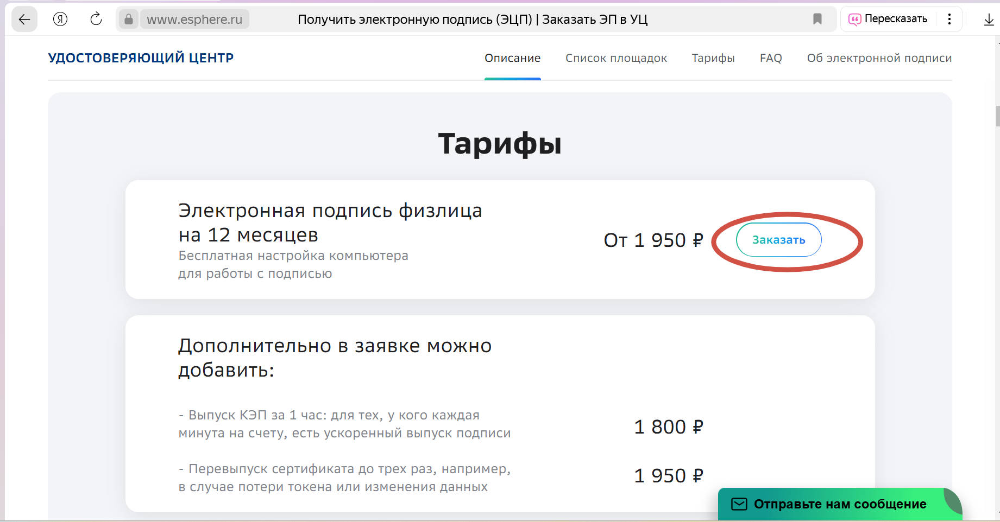 Я www.esphere.ru Получить электронную подпись (ЭЦП) | Заказать ЭП в УЦ Пересказать
УДОСТОВЕРЯЮЩИЙ ЦЕНТР Описание Список площадок Тарифы FAQ Об электронной подписи
Тарифы
Электронная подпись физлица
на 12 месяцев
Бесплатная настройка компьютера
для работы с подписью
От 1 950 ₽ Заказать
Дополнительно в заявке можно
добавить:
- Выпуск КЭП за 1 час: для тех, у кого каждая
минута на счету, есть ускоренный выпуск подписи
1 800 ₽
- Перевыпуск сертификата до трех раз, например,
в случае потери токена или изменения данных
1 950 ₽
Отправьте нам сообщение